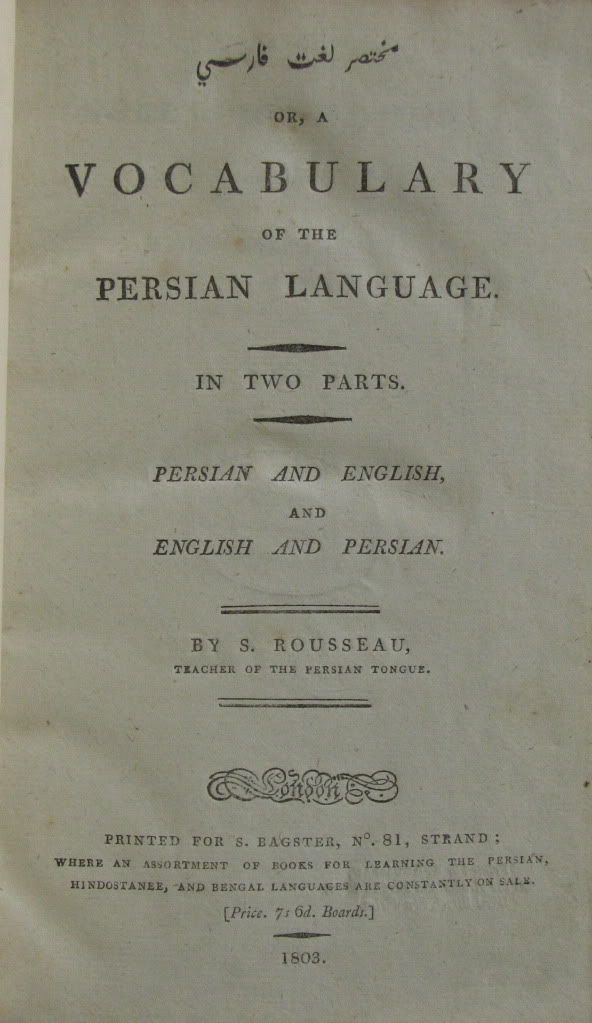 مختصر لغت فارسي
OR, A
VOCABULARY
OF THE
PERSIAN LANGUAGE.
IN TWO PARTS.
PERSIAN AND ENGLISH,
AND
ENGLISH AND PERSIAN.
BY S. ROUSSEAU,
TEACHER OF THE PERSIAN TONGUE.
London
PRINTED FOR S. BAGSTER, Nº. 81, STRAND;
WHERE AN ASSORTMENT OF BOOKS FOR LEARNING THE PERSIAN,
HINDOSTANEE, AND BENGAL LANGUAGES ARE CONSTANTLY ON SALE.
[Price. 7s 6d. Boards.]
1803.